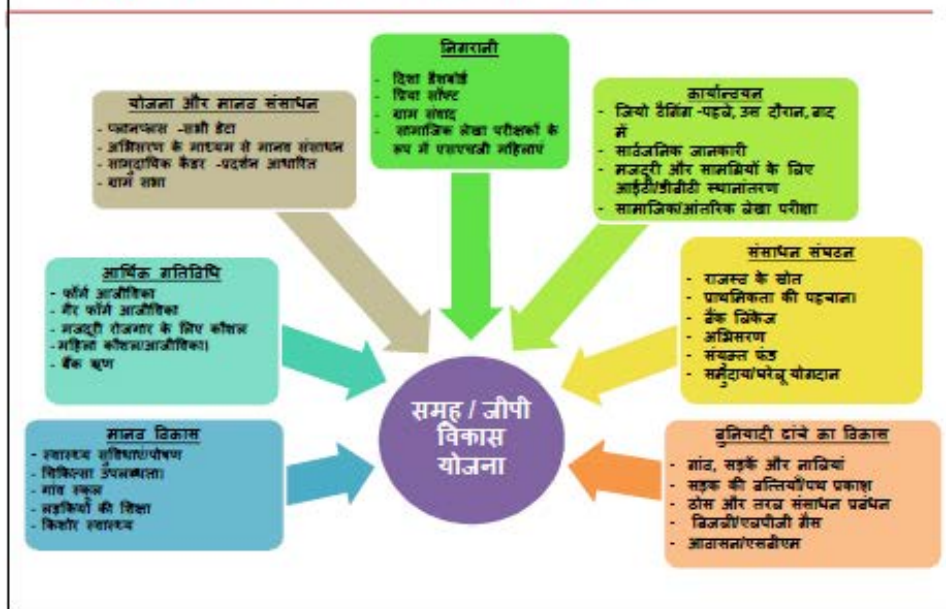 निगरानी
- दिशा डैशबोर्ड
- प्रिया सॉफ्ट
- ग्राम संवाद
- सामाजिक लेखा परीक्षकों के
रूप में एसएचजी महिलाएं
योजना और मानव संसाधन
- प्लानप्लस -सभी डेटा
- अभिसरण के माध्यम से मानव संसाधन
- सामुदायिक कैडर -प्रदर्शन आधारित
- ग्राम सभा
कार्यान्वयन
- जियो टैगिंग -पहले, उस दौरान, बाद
में
- सार्वजनिक जानकारी
- मजदूरी और सामग्रियों के लिए
आईटी/डीबीटी स्थानांतरण
- सामाजिक/आंतरिक लेखा परीक्षा
आर्थिक गतिविधि
- फॉर्म आजीविका
- गैर फॉर्म आजीविका
- मजदूरी रोजगार के लिए कौशल
-महिला कौशल/आजीविका।
- बैंक ऋण
संसाधन संघटन
- राजस्व के स्रोत
- प्राथमिकता की पहचान।
- बैंक लिंकेज
- अभिसरण
- संयुक्त फंड
- समुदाय/घरेलू योगदान
समूह / जीपी
विकास
योजना
मानव विकास
- स्वास्थ्य सुविधाएं/पोषण
- चिकित्सा उपलब्धता।
- गांव स्कूल
- लड़कियों की शिक्षा
- किशोर स्वास्थ्य
बुनियादी ढांचे का विकास
- गांव, सड़कें और नालियां
- सड़क की बत्तियाँ/पथ प्रकाश
- ठोस और तरल संसाधन प्रबंधन
- बिजली/एलपीजी गैस
- आवासन/एसबीएम